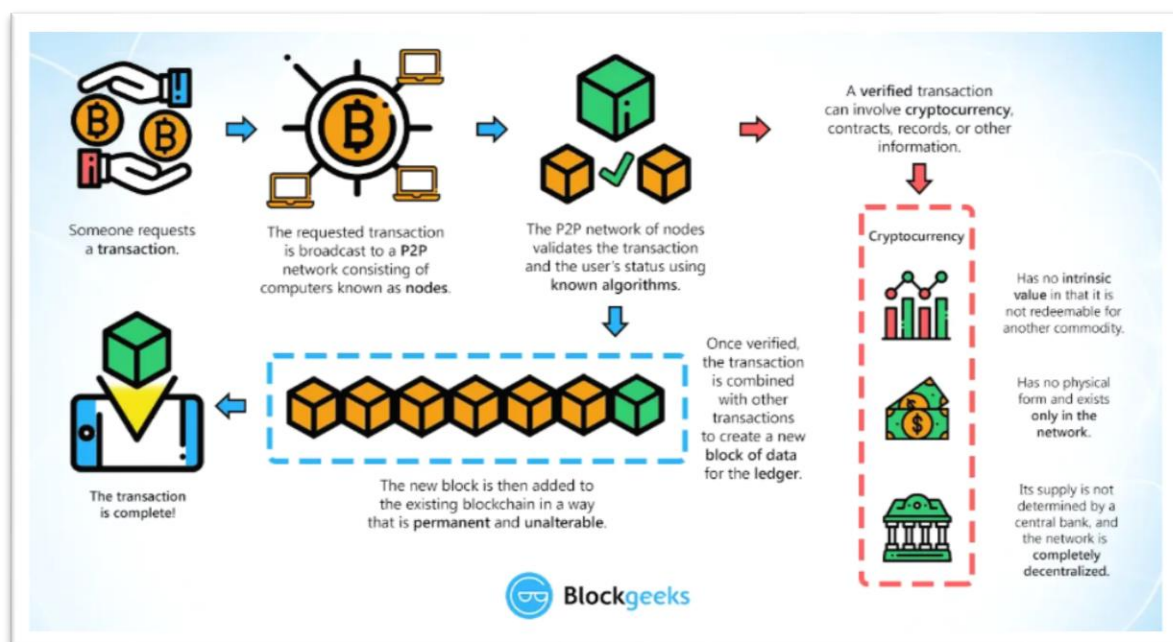 Someone requests
a transaction.
The requested transaction
is broadcast to a P2P
network consisting of
computers known as nodes.
The P2P network of nodes
validates the transaction
and the user's status using
known algorithms.
A verified transaction
can involve cryptocurrency,
contracts, records, or other
information.
Cryptocurrency
Has no intrinsic
value in that it is
not redeemable for
another commodity.
Has no physical
form and exists
only in the
network.
Its supply is not
determined by a
central bank, and
the network is
completely
decentralized.
Once verified,
the transaction
is combined
with other
transactions
to create a new
block of data
for the ledger.
The new block is then added to
the existing blockchain in a way
that is permanent and unalterable.
The transaction
is complete!
Blockgeeks